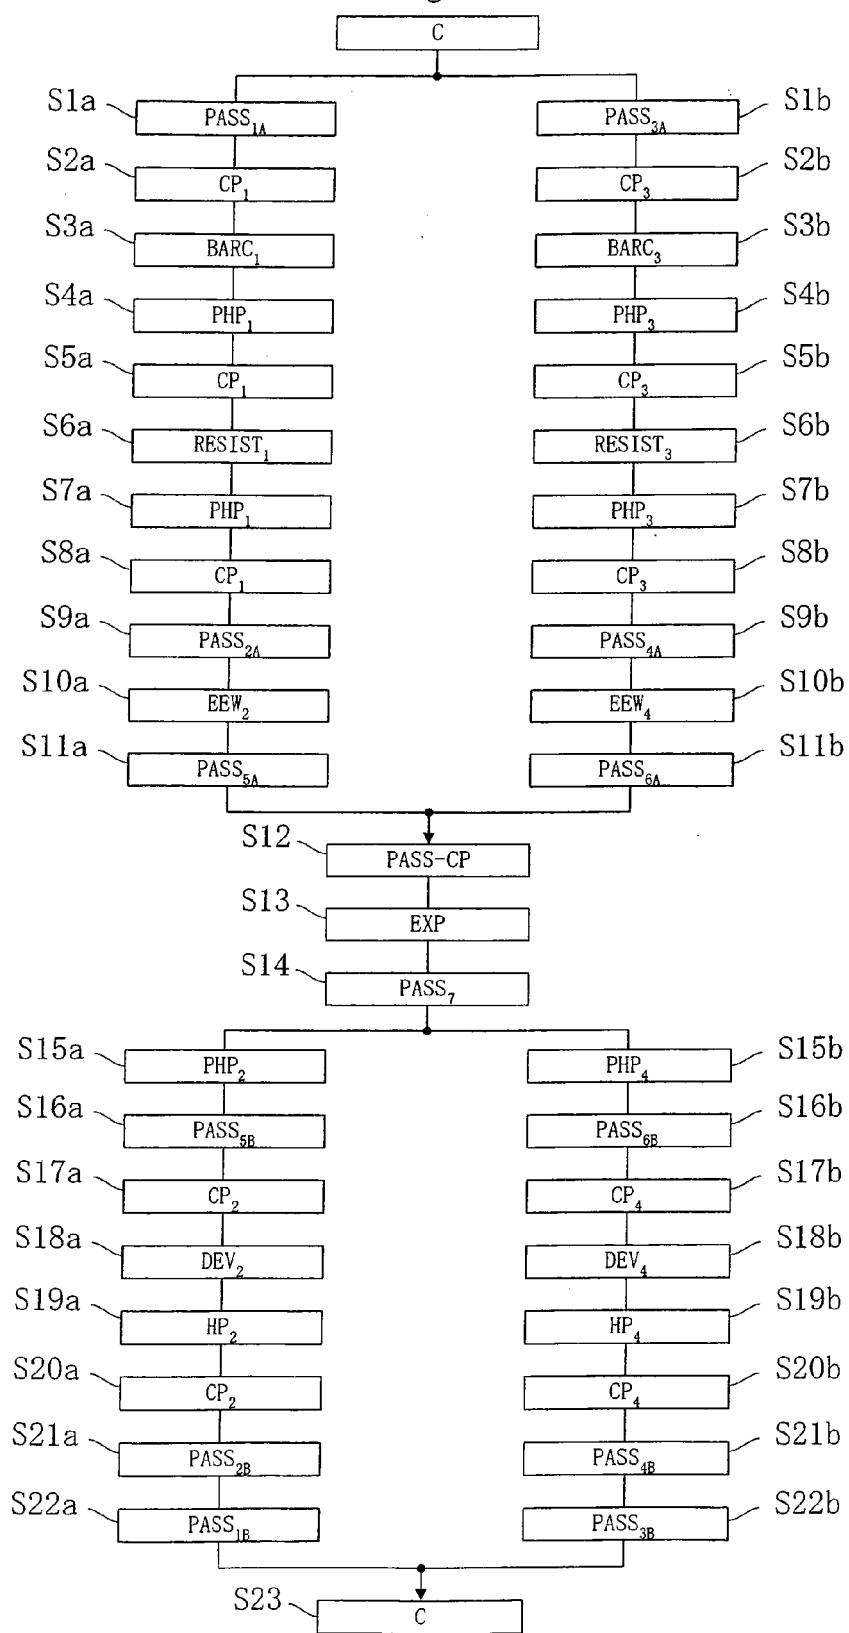 C
S1a PASS1A PASS3A S1b
S2a CP1 CP3 S2b
S3a BARC1 BARC3 S3b
S4a PHP1 PHP3 S4b
S5a CP1 CP3 S5b
S6a RESIST1 RESIST3 S6b
S7a PHP1 PHP3 S7b
S8a CP1 CP3 S8b
S9a PASS2A PASS4A S9b
S10a EEW2 EEW4 S10b
S11a PASS5A PASS6A S11b
S12 PASS-CP
S13 EXP
S14 PASS7
S15a PHP2 PHP4 S15b
S16a PASS5B PASS6B S16b
S17a CP2 CP4 S17b
S18a DEV2 DEV4 S18b
S19a HP2 HP4 S19b
S20a CP2 CP4 S20b
S21a PASS2B PASS4B S21b
S22a PASS1B PASS3B S22b
S23 C